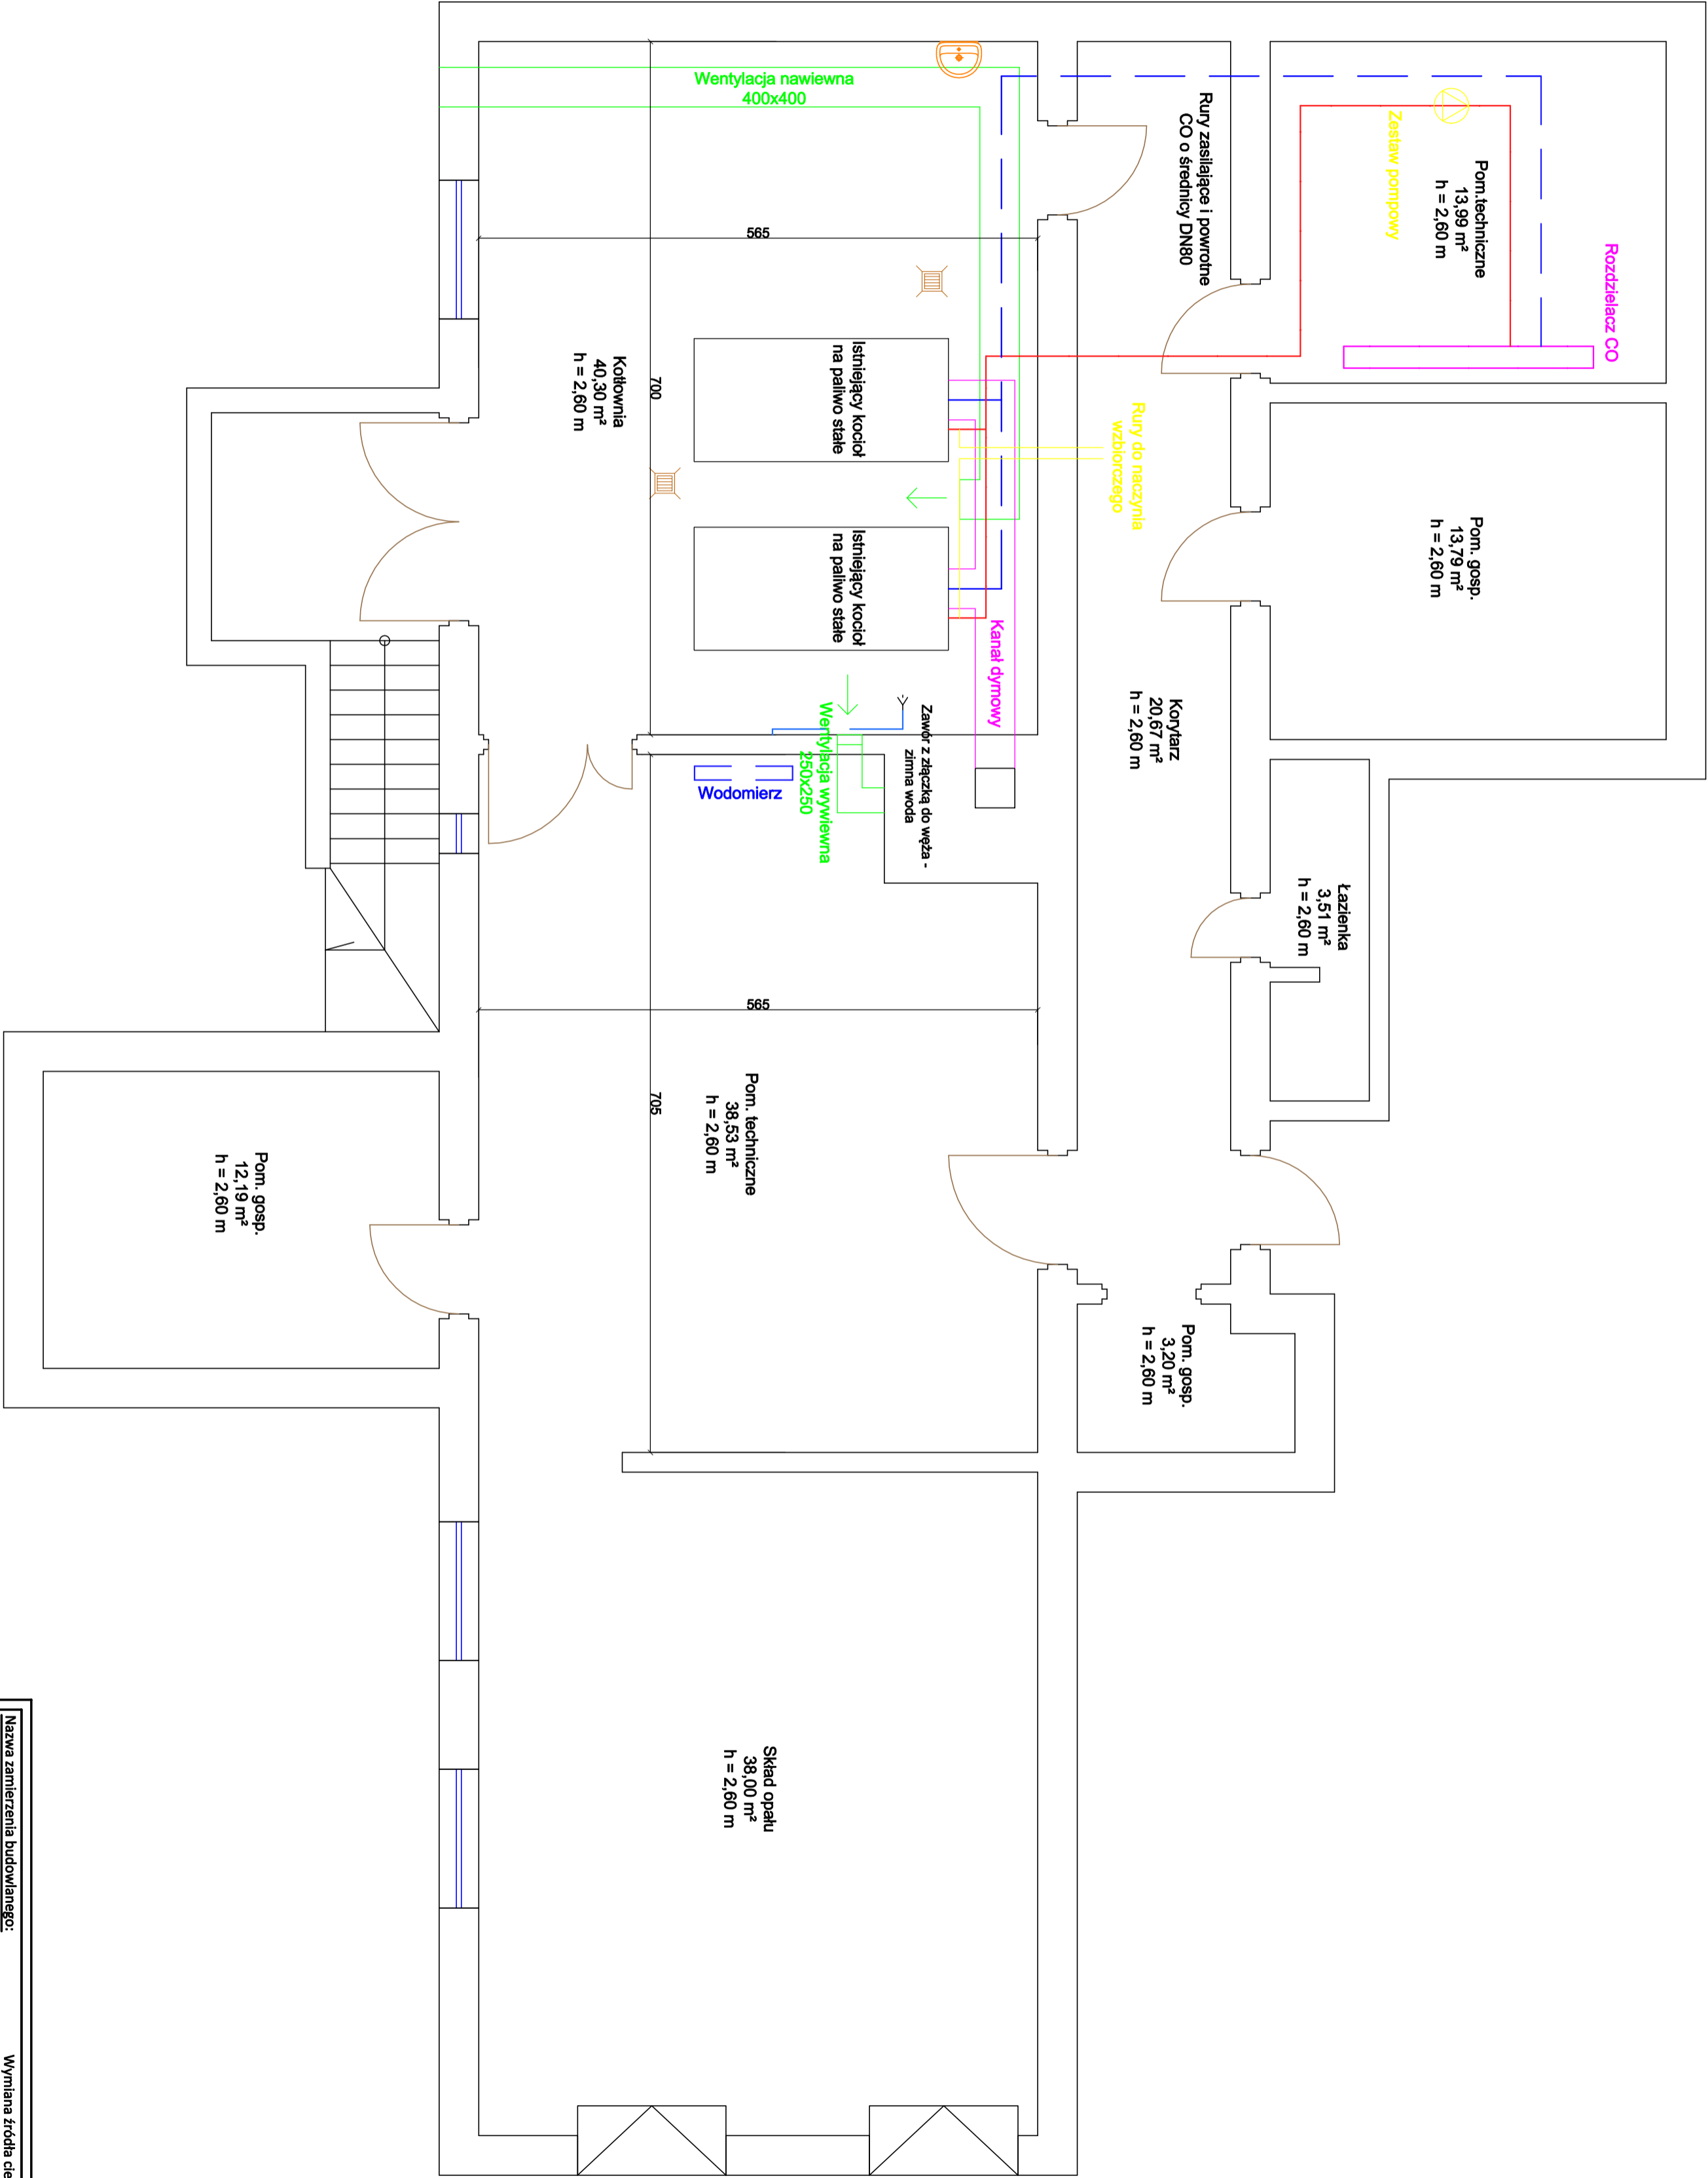 Rozdzielacz CO
Pom.techniczne
13,99 m²
h = 2,60 m
Zestaw pompowy
Rury zasilające i powrotne
CO o średnicy DN80
Wentylacja nawiewna
400x400
565
Pom. gosp.
13,79 m²
h = 2,60 m
Rury do naczynia
wzbiorczego
Istniejący kocioł
na paliwo stałe
700
Kotłownia
40,30 m²
h = 2,60 m
Istniejący kocioł
na paliwo stałe
Kanał dymowy
Korytarz
20,67 m²
h = 2,60 m
Zawór z złączką do węża -
zimna woda
Wentylacja wywiewna
250x250
Wodomierz
Łazienka
3,51 m²
h = 2,60 m
565
Pom. techniczne
38,53 m²
h = 2,60 m
705
Pom. gosp.
12,19 m²
h = 2,60 m
Pom. gosp.
3,20 m²
h = 2,60 m
Skład opału
38,00 m²
h = 2,60 m
Nazwa zamierzenia budowlanego:
Wymiana źródła cie